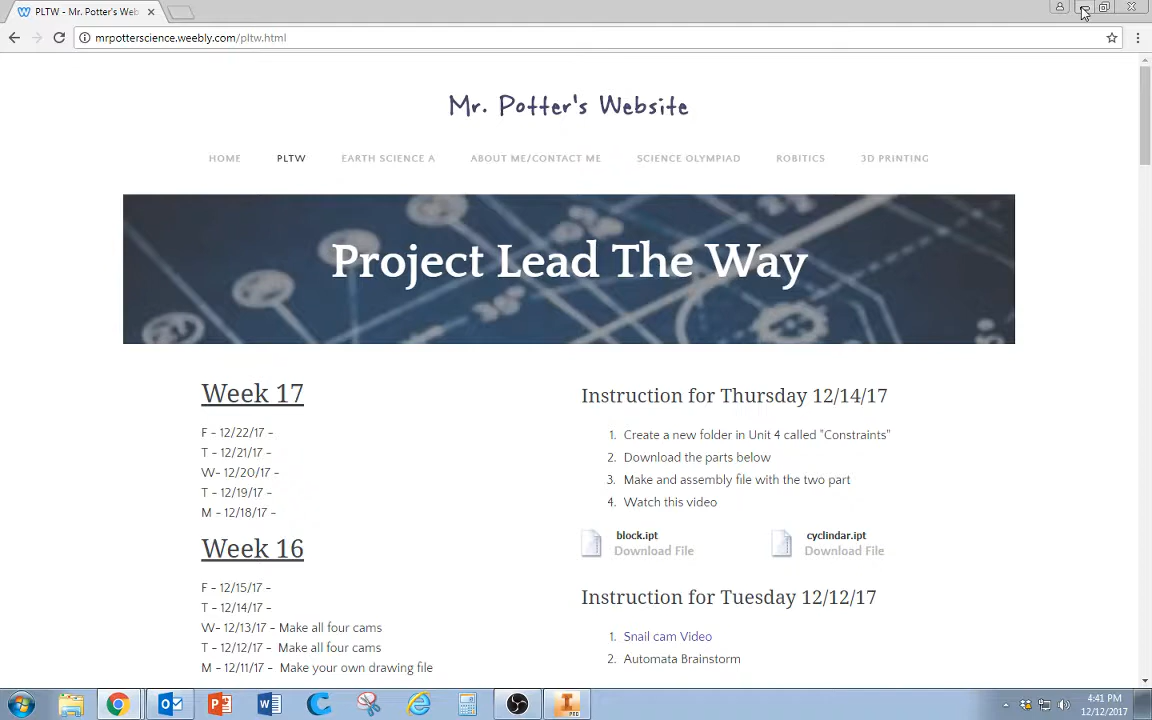 PLTW - Mr. Potter's Web
mrpotterscience.weebly.com/pltw.html
Mr. Potter's Website
HOME PLTW EARTH SCIENCE A ABOUT ME/CONTACT ME SCIENCE OLYMPIAD ROBITICS 3D PRINTING
Project Lead The Way
Week 17
F - 12/22/17 -
T - 12/21/17 -
W- 12/20/17 -
T - 12/19/17 -
M - 12/18/17 -
Week 16
F - 12/15/17 -
T - 12/14/17 -
W- 12/13/17 - Make all four cams
T - 12/12/17 - Make all four cams
M - 12/11/17 - Make your own drawing file
Instruction for Thursday 12/14/17
1. Create a new folder in Unit 4 called "Constraints"
2. Download the parts below
3. Make and assembly file with the two part
4. Watch this video
block.ipt
Download File
cyclindar.ipt
Download File
Instruction for Tuesday 12/12/17
1. Snail cam Video
2. Automata Brainstorm
4:41 PM
12/12/2017